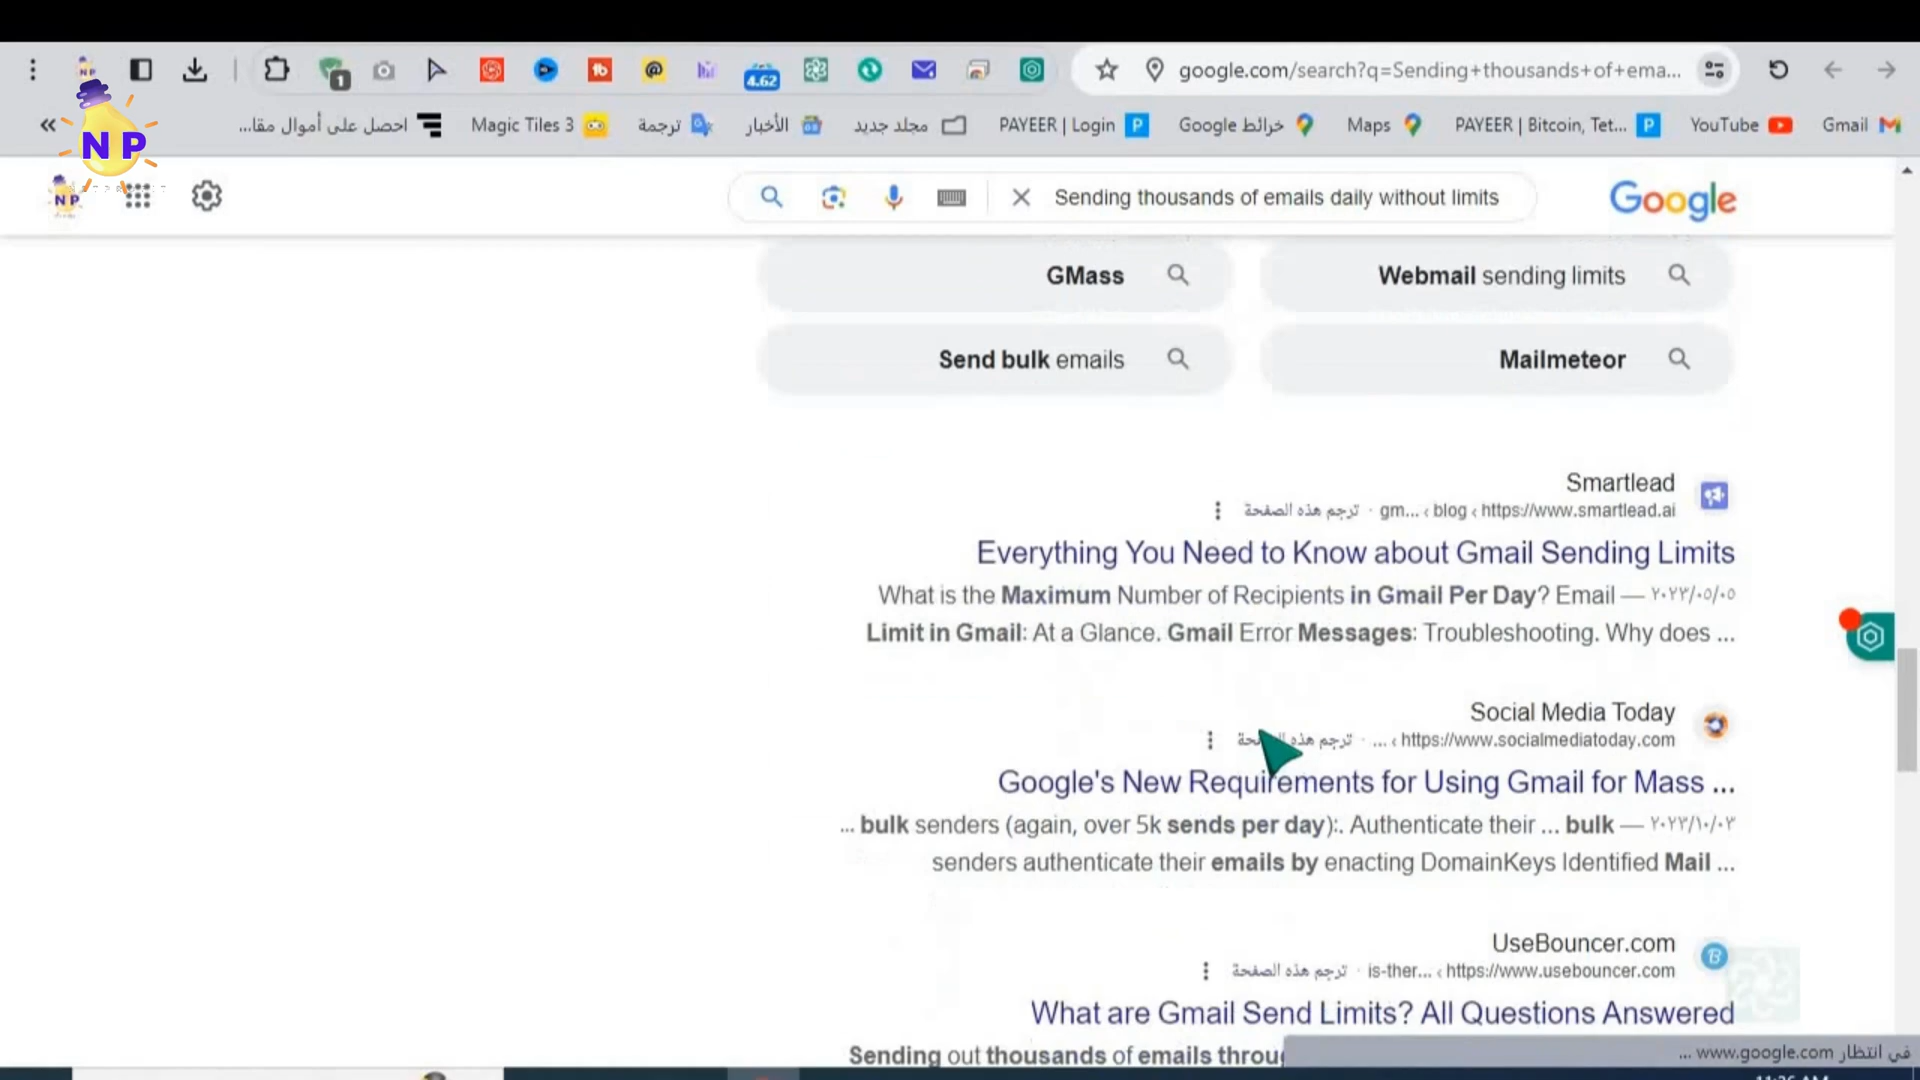 google.com/search?q=Sending+thousands+of+ema...
4.62
1
Gmail
YouTube
PAYEER | Bitcoin, Tet...
Maps
خرائط Google
PAYEER | Login
مجلد جديد
الأخبار
ترجمة
Magic Tiles 3
احصل على أموال مقا...
«
N P
NP
Google
Sending thousands of emails daily without limits
Webmail sending limits
GMass
Mailmeteor
Send bulk emails
Smartlead
https://www.smartlead.ai › blog › gm... · ترجم هذه الصفحة
Everything You Need to Know about Gmail Sending Limits
٢٠٢٣/٠٥/٠٥ — What is the Maximum Number of Recipients in Gmail Per Day? Email
Limit in Gmail: At a Glance. Gmail Error Messages: Troubleshooting. Why does ...
Social Media Today
https://www.socialmediatoday.com › ... · ترجم هذه
Google's New Requirements for Using Gmail for Mass ...
٢٠٢٣/١٠/٠٣ — bulk ... bulk senders (again, over 5k sends per day):. Authenticate their ...
senders authenticate their emails by enacting DomainKeys Identified Mail ...
UseBouncer.com
https://www.usebouncer.com › is-ther... · ترجم هذه الصفحة
What are Gmail Send Limits? All Questions Answered
Sending out thousands of emails throu
في انتظار www.google.com ...